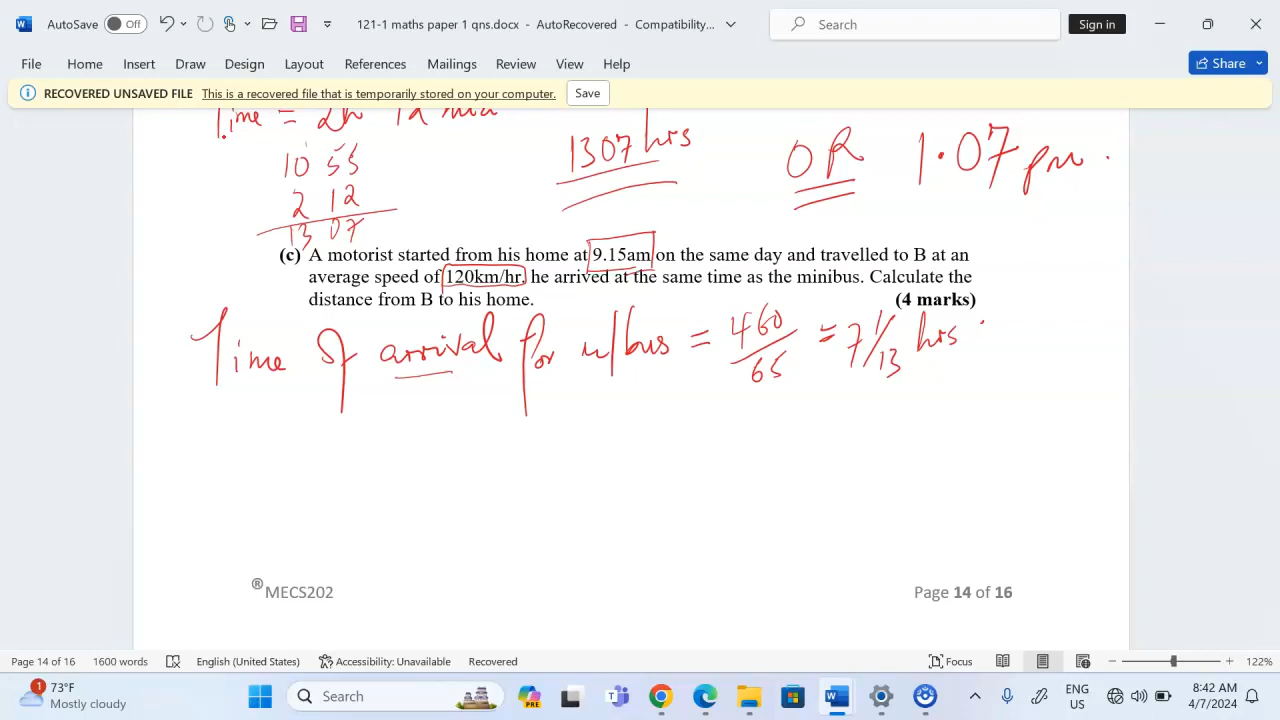 AutoSave Off 121-1 maths paper 1 qns.docx - AutoRecovered - Compatibility... Search Sign in
File Home Insert Draw Design Layout References Mailings Review View Help Share
RECOVERED UNSAVED FILE This is a recovered file that is temporarily stored on your computer. Save
Time = 2h 12 min
10 55
2 12
13 07
1307 hrs OR 1.07 pm.
(c) A motorist started from his home at 9.15am on the same day and travelled to B at an
average speed of 120km/hr, he arrived at the same time as the minibus. Calculate the
distance from B to his home. (4 marks)
Time of arrival for m/bus = 460/65 = 7 1/13 hrs.
®MECS202 Page 14 of 16
Page 14 of 16 1600 words English (United States) Accessibility: Unavailable Recovered Focus 122%
1 73°F
Mostly cloudy
Search
PRE
ENG
US
8:42 AM
4/7/2024